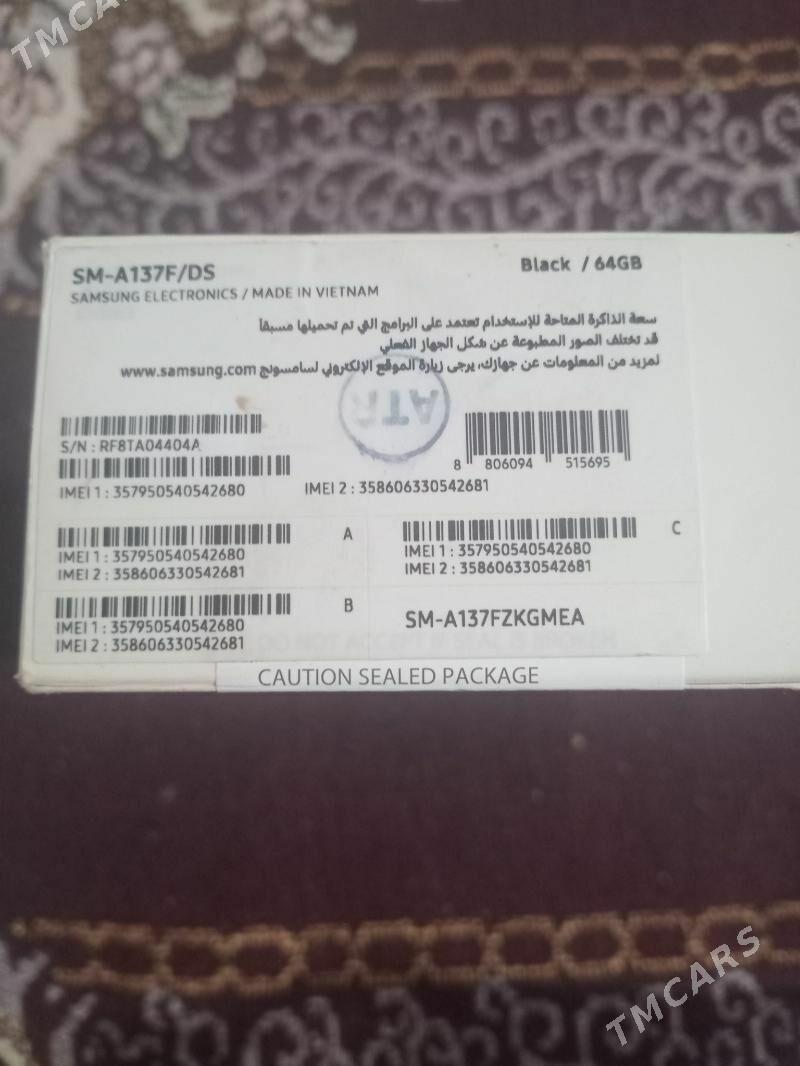 TMCARS
SM-A137F/DS
Black / 64GB
SAMSUNG ELECTRONICS / MADE IN VIETNAM
سعة الذاكرة المتاحة للإستخدام تعتمد على البرامج التي تم تحميلها مسبقاً
قد تختلف الصور المطبوعة عن شكل الجهاز الفعلي
لمزيد من المعلومات عن جهازك، يرجى زيارة الموقع الإلكتروني لسامسونج www.samsung.com
ATR
S/N : RF8TA04404A
8 806094 515695
IMEI 1 : 357950540542680
IMEI 2 : 358606330542681
A
IMEI 1 : 357950540542680
IMEI 2 : 358606330542681
C
IMEI 1 : 357950540542680
IMEI 2 : 358606330542681
B
IMEI 1 : 357950540542680
IMEI 2 : 358606330542681
SM-A137FZKGMEA
CAUTION SEALED PACKAGE
TMCARS